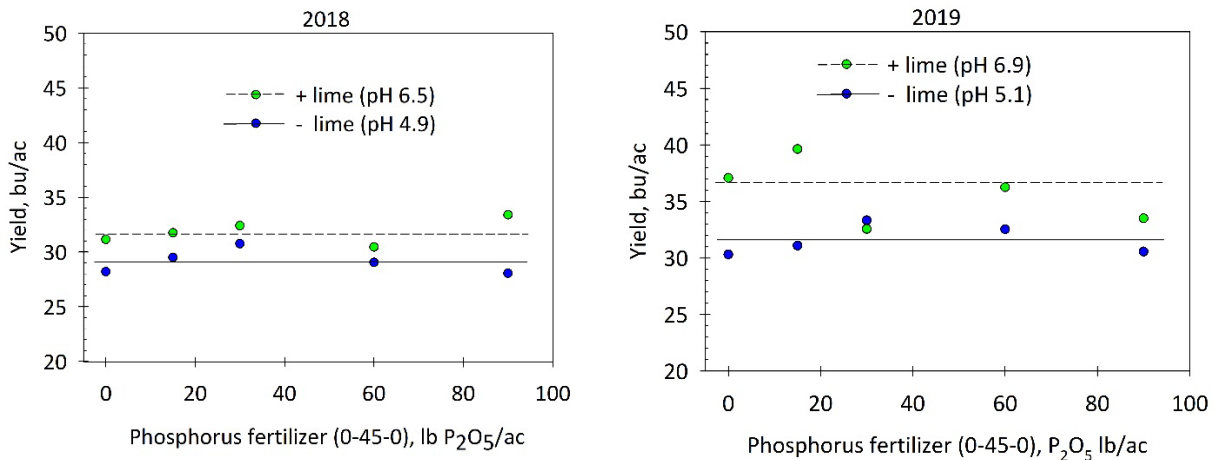 2018
50
45
40
35
30
25
20
Yield, bu/ac
+ lime (pH 6.5)
- lime (pH 4.9)
0 20 40 60 80 100
Phosphorus fertilizer (0-45-0), lb P₂O₅/ac
2019
50
45
40
35
30
25
20
Yield, bu/ac
+ lime (pH 6.9)
- lime (pH 5.1)
0 20 40 60 80 100
Phosphorus fertilizer (0-45-0), P₂O₅ lb/ac